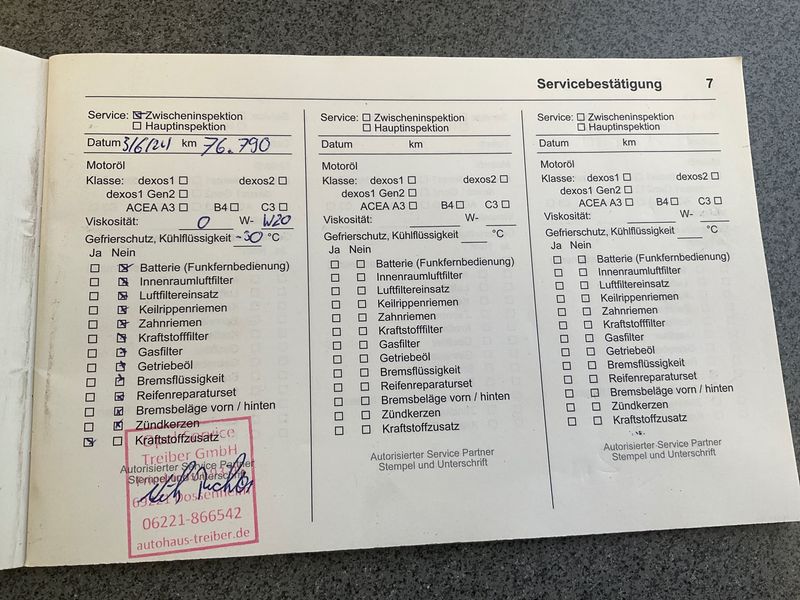 Servicebestätigung 7
Service: Zwischeninspektion
Hauptinspektion
Datum 3/6/24 km 76.790
Motoröl
Klasse: dexos1 dexos2
dexos1 Gen2
ACEA A3 B4 C3
Viskosität: 0 W- W20
Gefrierschutz, Kühlflüssigkeit -30 °C
Ja Nein
Batterie (Funkfernbedienung)
Innenraumluftfilter
Luftfiltereinsatz
Keilrippenriemen
Zahnriemen
Kraftstofffilter
Gasfilter
Getriebeöl
Bremsflüssigkeit
Reifenreparaturset
Bremsbeläge vorn / hinten
Zündkerzen
Kraftstoffzusatz
Autorisierter Service Partner
Stempel und Unterschrift
Service
Treiber GmbH
Dossenheim
06221-866542
autohaus-treiber.de
Service: Zwischeninspektion
Hauptinspektion
Datum km
Motoröl
Klasse: dexos1 dexos2
dexos1 Gen2
ACEA A3 B4 C3
Viskosität: W-
Gefrierschutz, Kühlflüssigkeit °C
Ja Nein
Batterie (Funkfernbedienung)
Innenraumluftfilter
Luftfiltereinsatz
Keilrippenriemen
Zahnriemen
Kraftstofffilter
Gasfilter
Getriebeöl
Bremsflüssigkeit
Reifenreparaturset
Bremsbeläge vorn / hinten
Zündkerzen
Kraftstoffzusatz
Autorisierter Service Partner
Stempel und Unterschrift
Service: Zwischeninspektion
Hauptinspektion
Datum km
Motoröl
Klasse: dexos1 dexos2
dexos1 Gen2
ACEA A3 B4 C3
Viskosität: W-
Gefrierschutz, Kühlflüssigkeit °C
Ja Nein
Batterie (Funkfernbedienung)
Innenraumluftfilter
Luftfiltereinsatz
Keilrippenriemen
Zahnriemen
Kraftstofffilter
Gasfilter
Getriebeöl
Bremsflüssigkeit
Reifenreparaturset
Bremsbeläge vorn / hinten
Zündkerzen
Kraftstoffzusatz
Autorisierter Service Partner
Stempel und Unterschrift